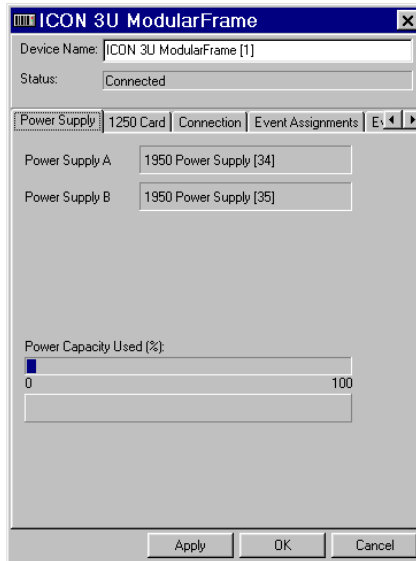 ICON 3U ModularFrame
Device Name: ICON 3U ModularFrame [1]
Status: Connected
Power Supply 1250 Card Connection Event Assignments Ev
Power Supply A 1950 Power Supply [34]
Power Supply B 1950 Power Supply [35]
Power Capacity Used (%):
0 100
Apply OK Cancel